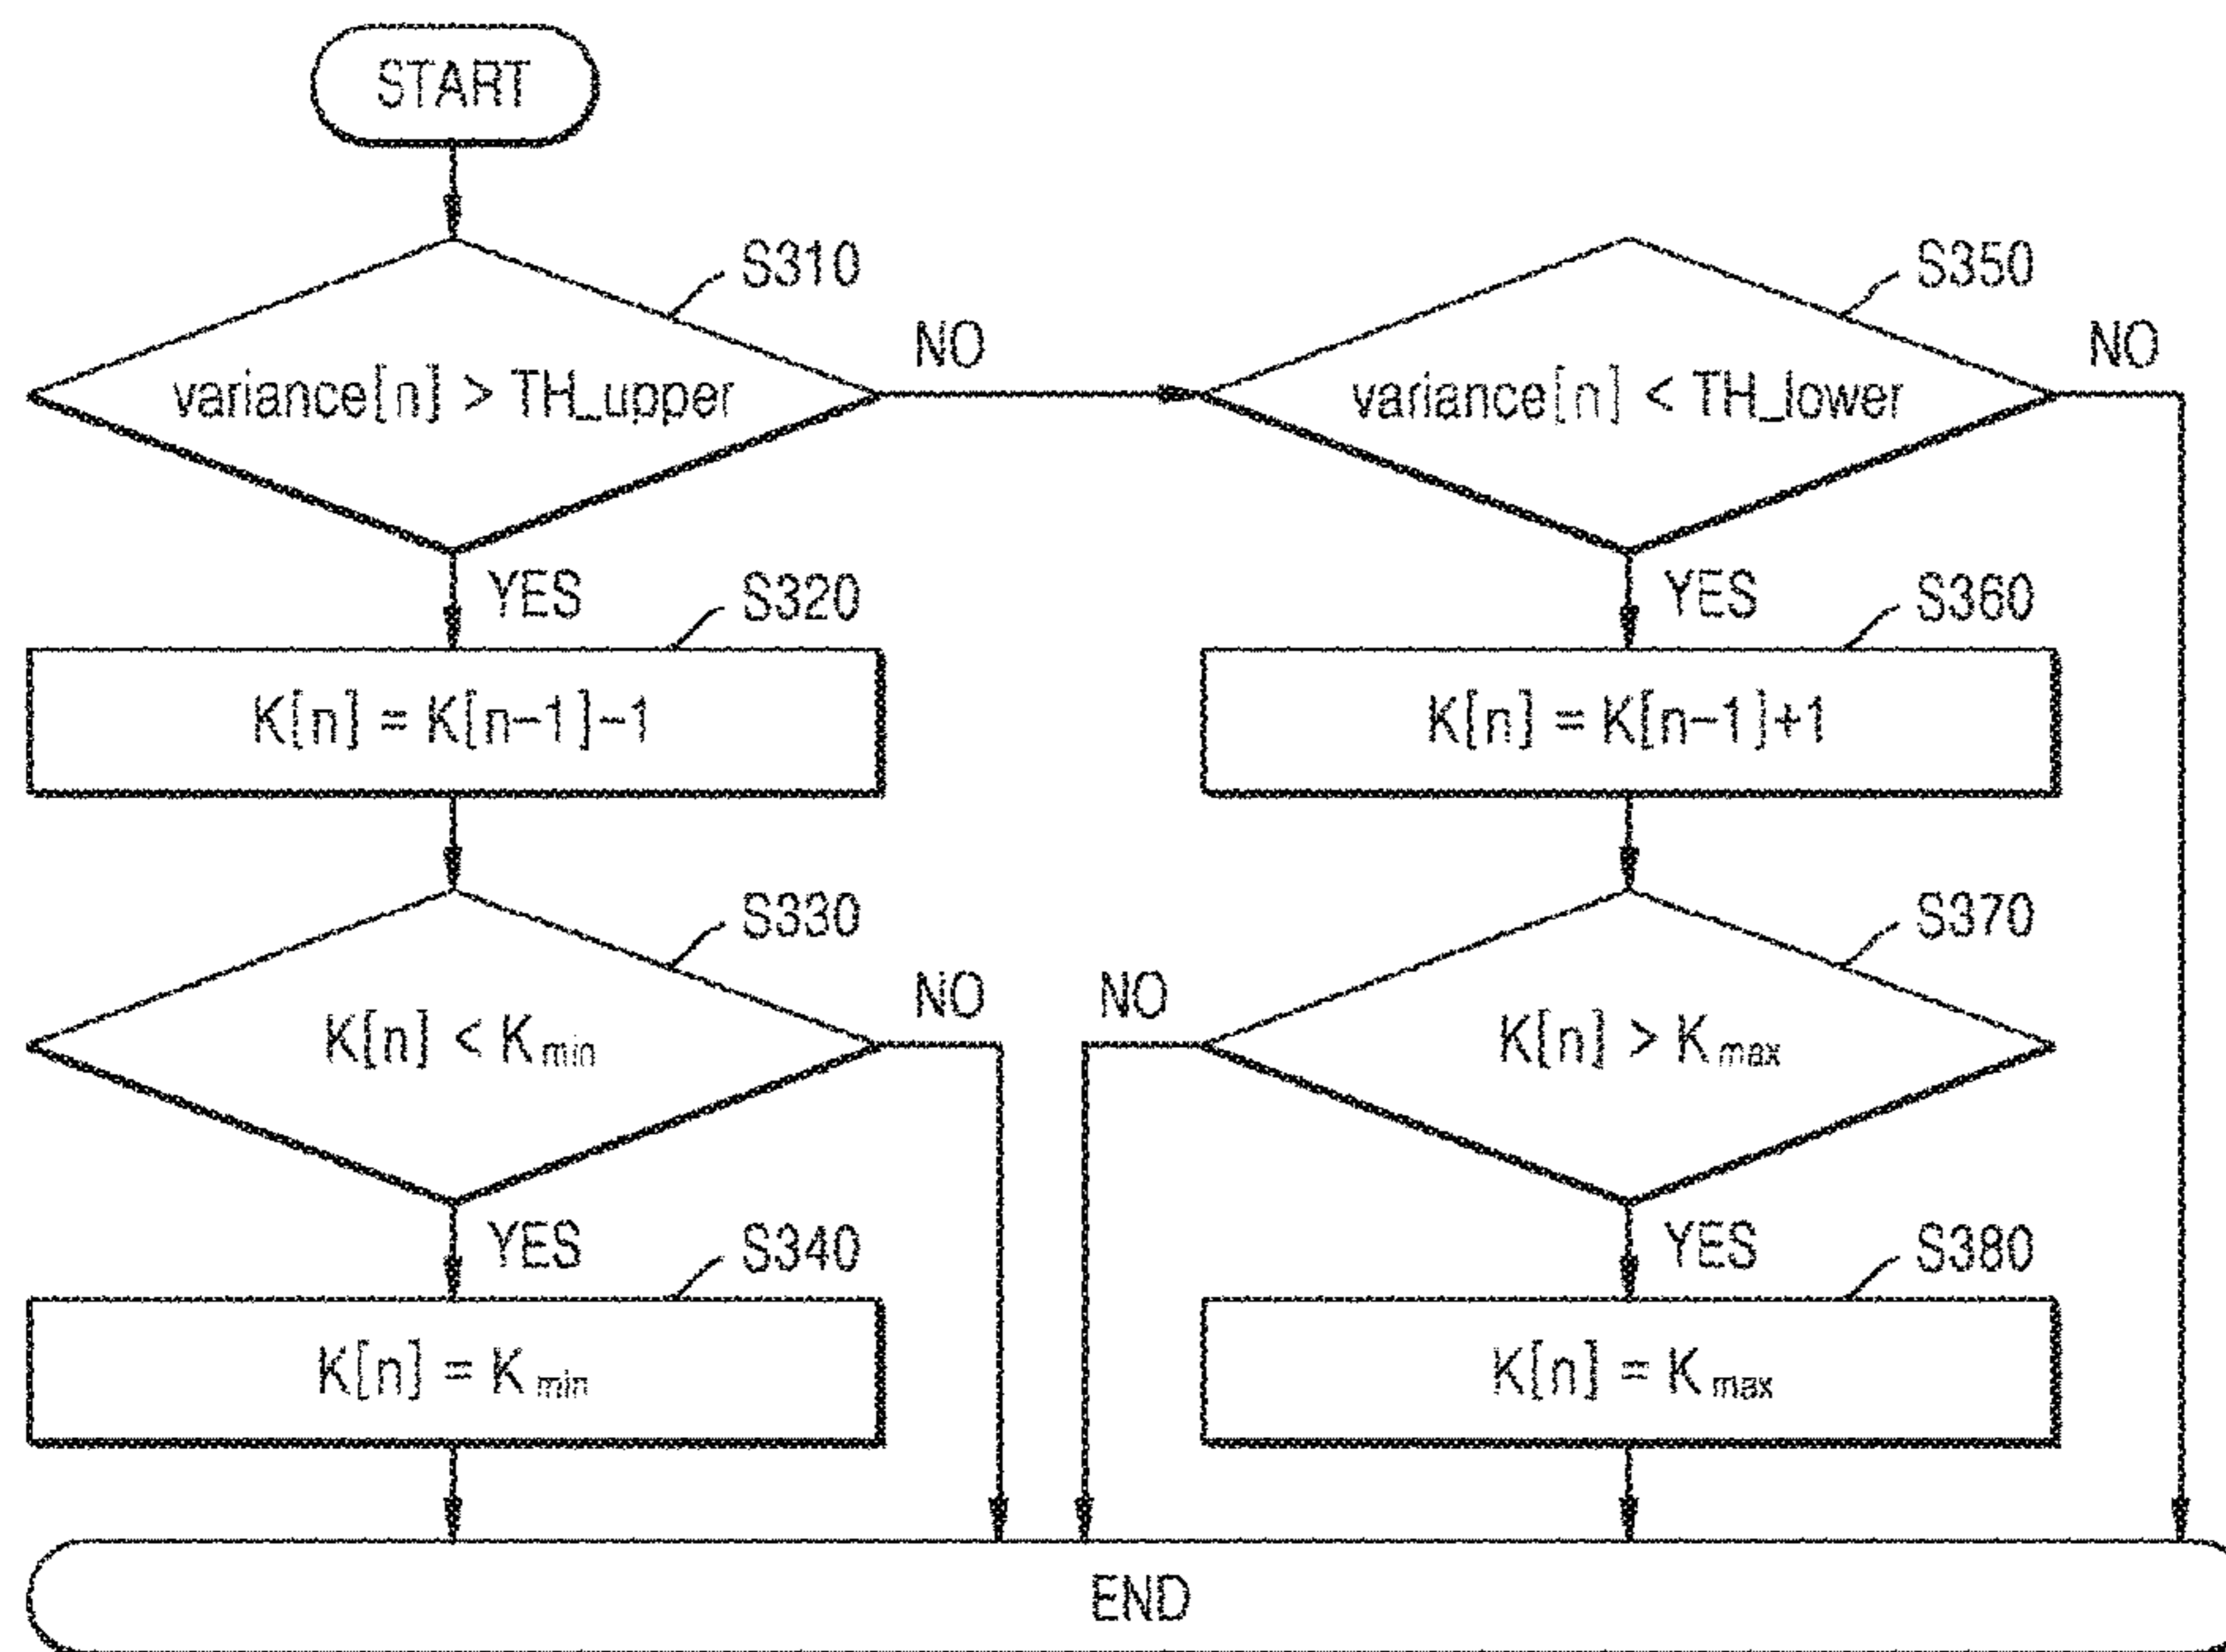 START
S310
variance[n] > TH_upper
NO
S350
variance[n] < TH_lower
NO
YES
S320
K[n] = K[n-1]-1
YES
S360
K[n] = K[n-1]+1
S330
K[n] < Kmin
NO
S370
K[n] > Kmax
NO
YES
S340
K[n] = Kmin
YES
S380
K[n] = Kmax
END